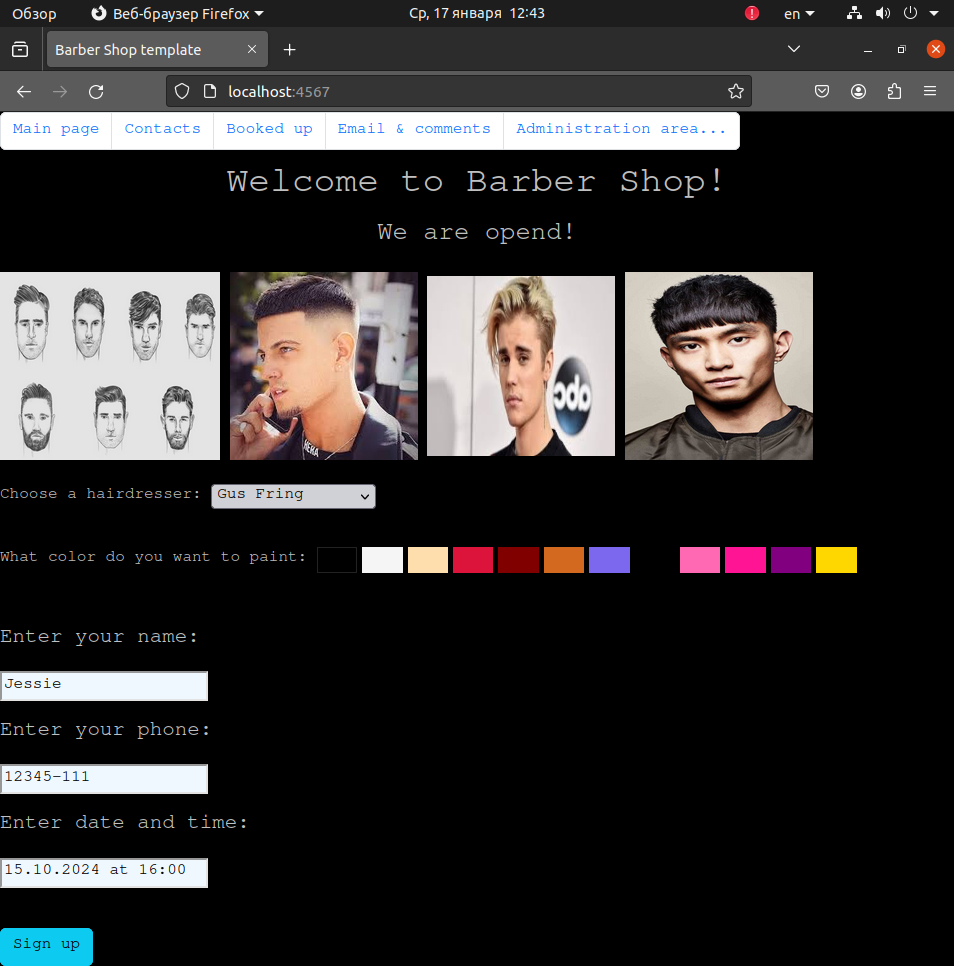 Обзор Веб-браузер Firefox Ср, 17 января 12:43 en
Barber Shop template
localhost:4567
Main page Contacts Booked up Email & comments Administration area...
Welcome to Barber Shop!
We are opend!
HERA
abc
Choose a hairdresser: Gus Fring
What color do you want to paint:
Enter your name:
Jessie
Enter your phone:
12345-111
Enter date and time:
15.10.2024 at 16:00
Sign up